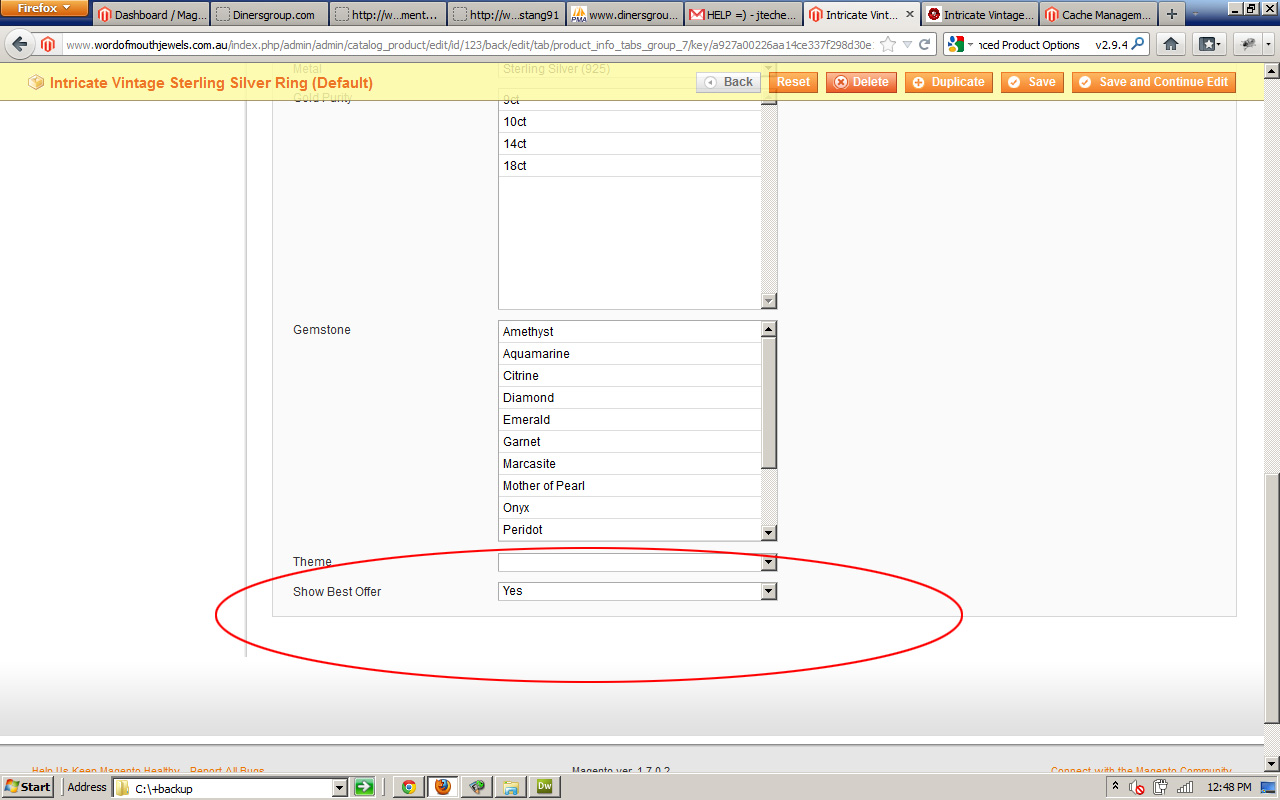 Firefox
Dashboard / Mag...
Dinersgroup.com
http://w...ment...
http://w...stang91
www.dinersgrou...
HELP =) - jteche...
Intricate Vint...
Intricate Vintage...
Cache Managem...
www.wordofmouthjewels.com.au/index.php/admin/admin/catalog_product/edit/id/123/back/edit/tab/product_info_tabs_group_7/key/a927a00226aa14ce337f298d30e
nced Product Options v2.9.4
Metal
Sterling Silver (925)
Intricate Vintage Sterling Silver Ring (Default)
Back
Reset
Delete
Duplicate
Save
Save and Continue Edit
Gold Purity
9ct
10ct
14ct
18ct
Gemstone
Amethyst
Aquamarine
Citrine
Diamond
Emerald
Garnet
Marcasite
Mother of Pearl
Onyx
Peridot
Theme
Show Best Offer
Yes
Help Us Keep Magento Healthy - Report All Bugs
Magento ver. 1.7.0.2
Connect with the Magento Community
Start
Address
C:\+backup
Dw
12:48 PM